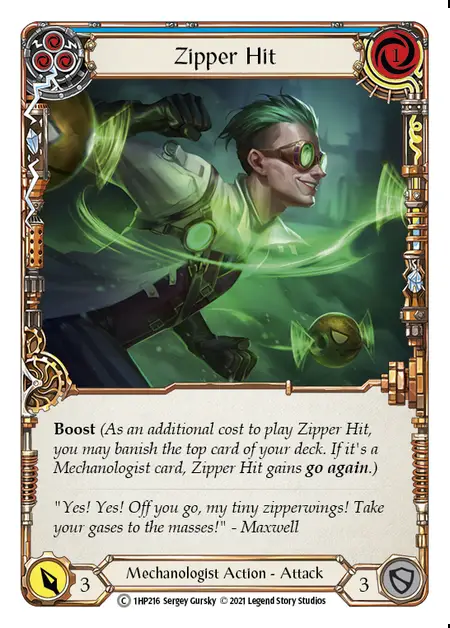 Zipper Hit
1
Boost (As an additional cost to play Zipper Hit,
you may banish the top card of your deck. If it's a
Mechanologist card, Zipper Hit gains go again.)
"Yes! Yes! Off you go, my tiny zipperwings! Take
your gases to the masses!" - Maxwell
3 Mechanologist Action - Attack 3
C 1HP216 Sergey Gursky © 2021 Legend Story Studios